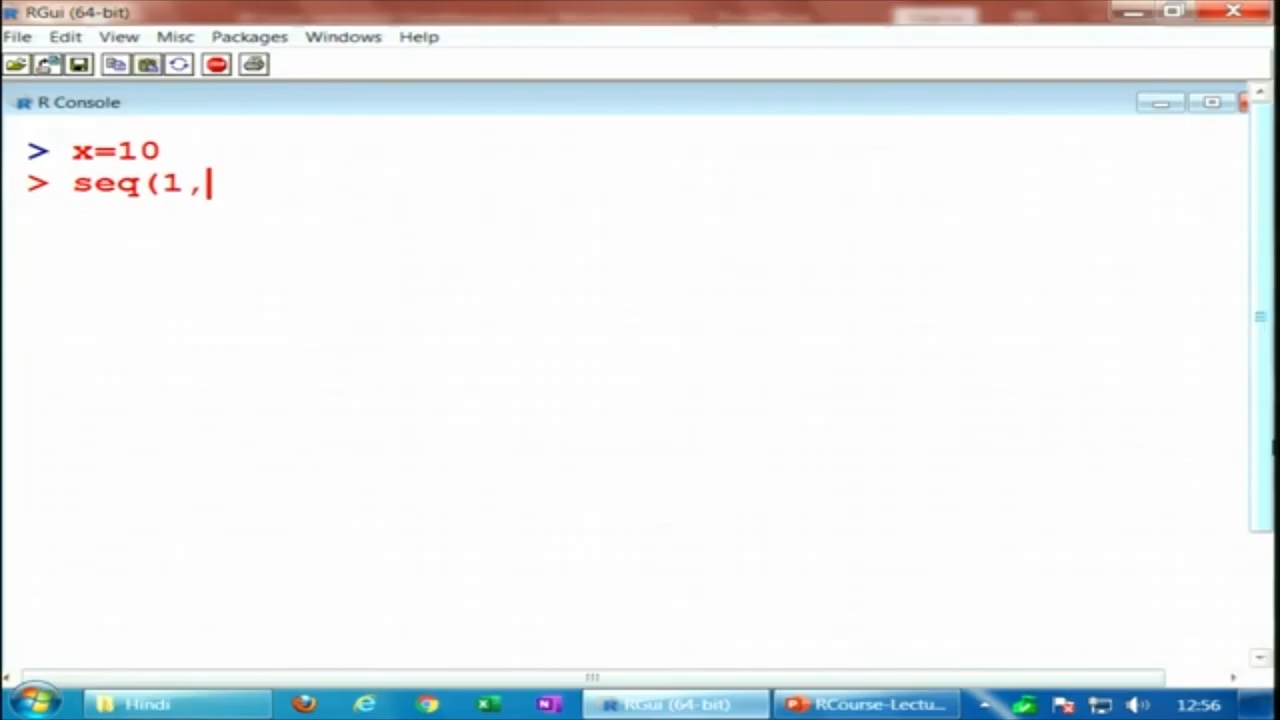 RGui (64-bit)
File Edit View Misc Packages Windows Help
R Console
> x=10
> seq(1,
Hindi
RGui (64-bit)
RCourse-Lectu...
12:56